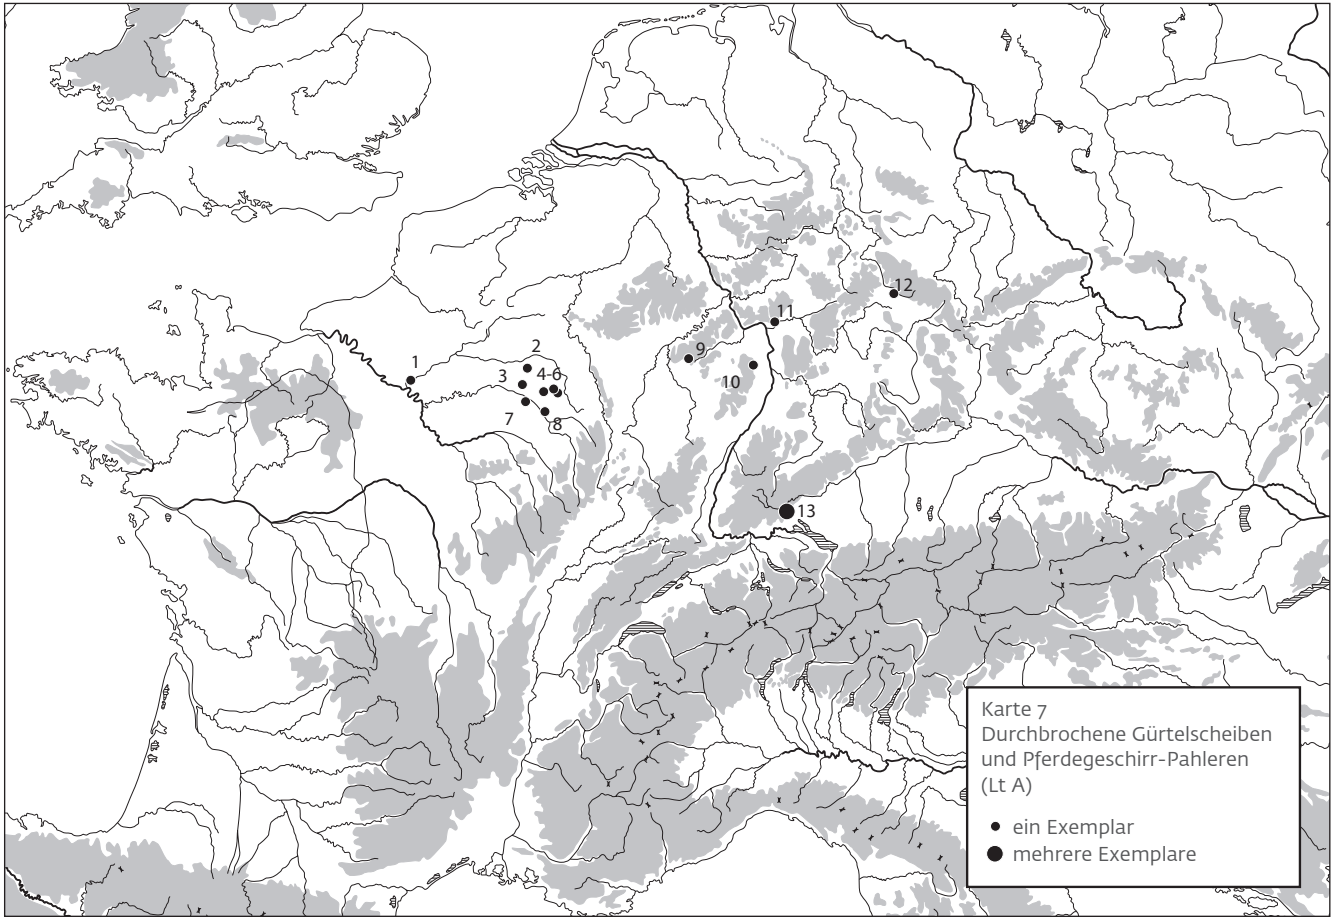 12
11
1
2
9
3
4-6
10
7
8
13
Karte 7
Durchbrochene Gürtelscheiben
und Pferdegeschirr-Pahleren
(Lt A)
ein Exemplar
mehrere Exemplare